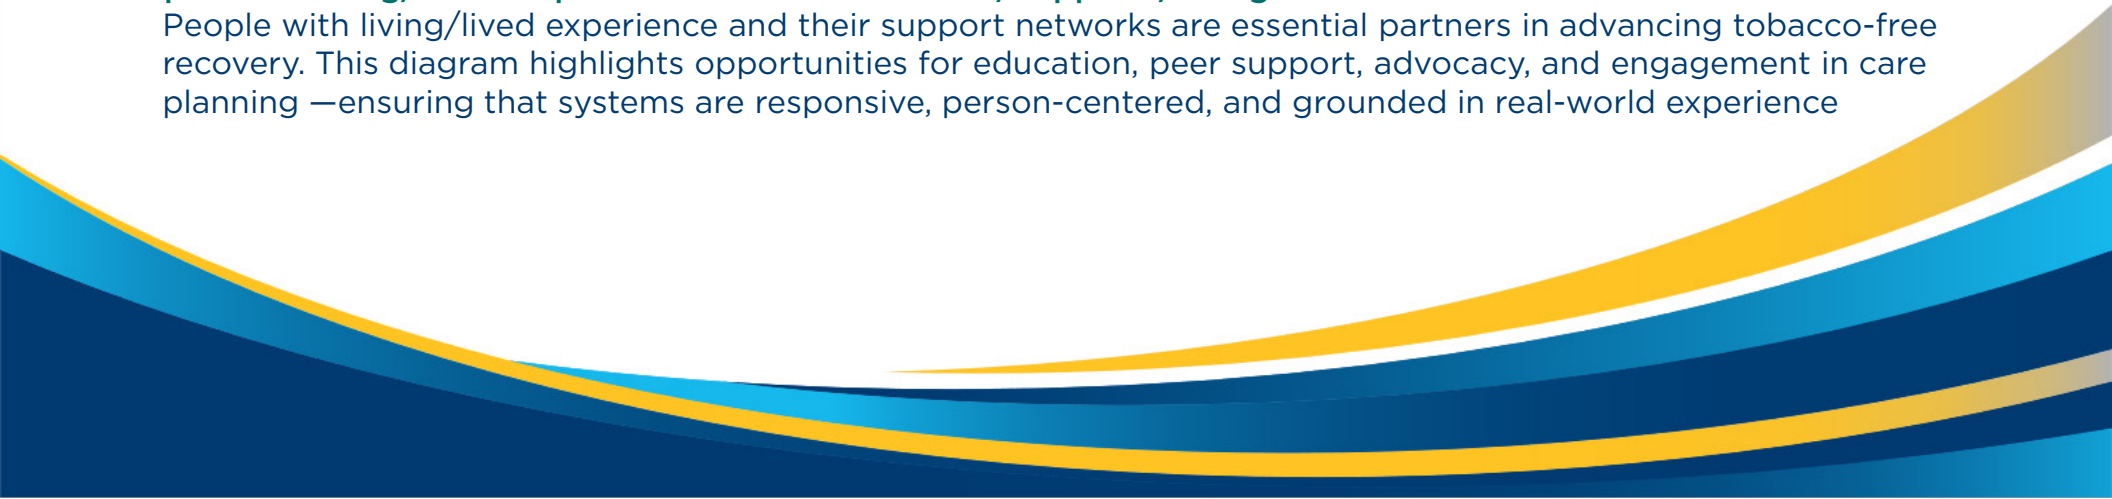 People with living/lived experience and their support networks are essential partners in advancing tobacco-free
recovery. This diagram highlights opportunities for education, peer support, advocacy, and engagement in care
planning —ensuring that systems are responsive, person-centered, and grounded in real-world experience